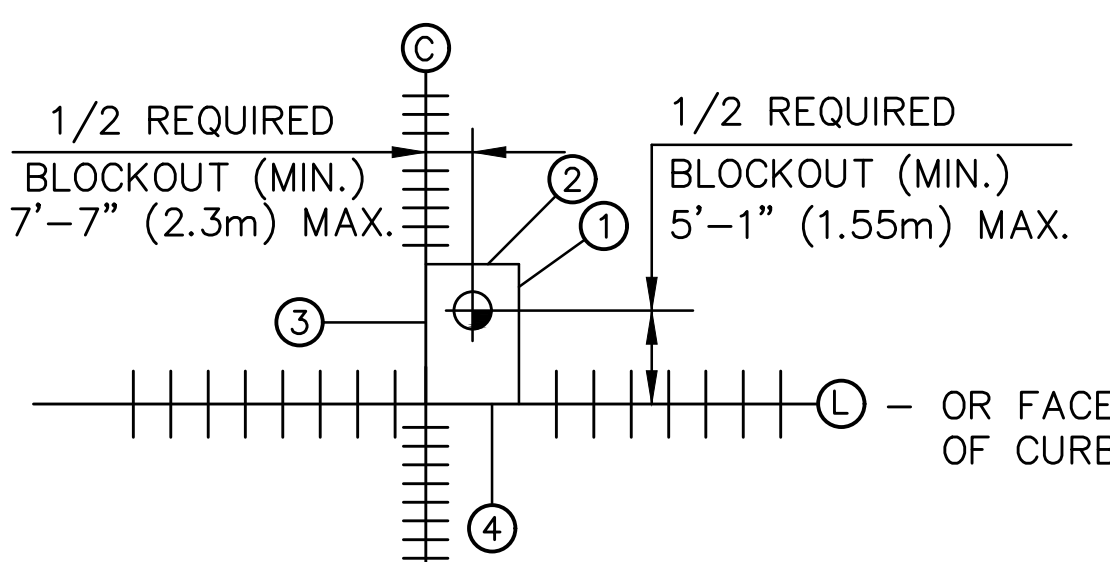 C
1/2 REQUIRED
BLOCKOUT (MIN.)
7'-7" (2.3m) MAX.
1/2 REQUIRED
BLOCKOUT (MIN.)
5'-1" (1.55m) MAX.
2
1
3
L - OR FACE
OF CURB
4